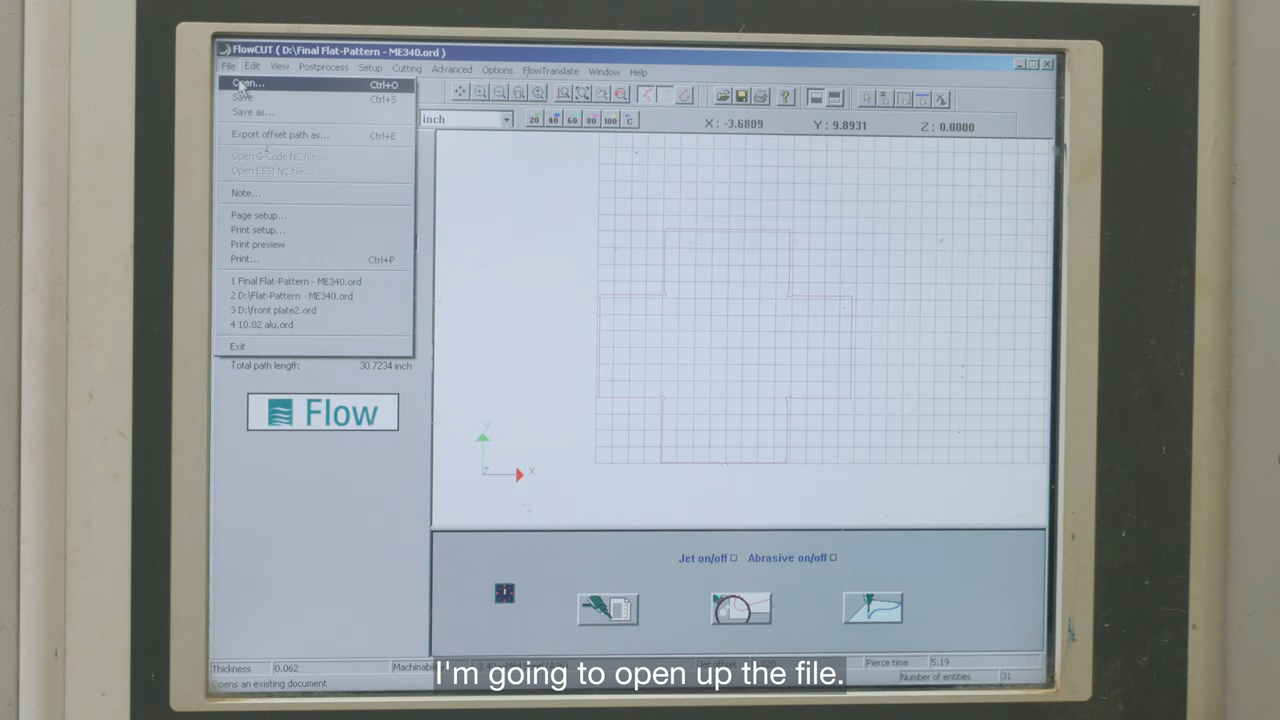 FlowCUT ( D:\Final Flat-Pattern - ME340.ord )
File Edit View Postprocess Setup Cutting Advanced Options FlowTranslate Window Help
Open... Ctrl+O
Save Ctrl+S
Save as...
Export offset path as... Ctrl+E
Open G-Code NC file...
Open ESSI NC file...
Note...
Page setup...
Print setup...
Print preview
Print... Ctrl+P
1 Final Flat-Pattern - ME340.ord
2 D:\Flat-Pattern - ME340.ord
3 D:\front plate2.ord
4 10.02 alu.ord
Exit
inch 20 40 60 80 100 C X: -3.6809 Y: 9.8931 Z: 0.0000
Total path length: 30.7234 inch
Flow
Y
Z X
Jet on/off Abrasive on/off
Thickness 0.062 Pierce time 5.19
Opens an existing document Number of entities 31
I'm going to open up the file.